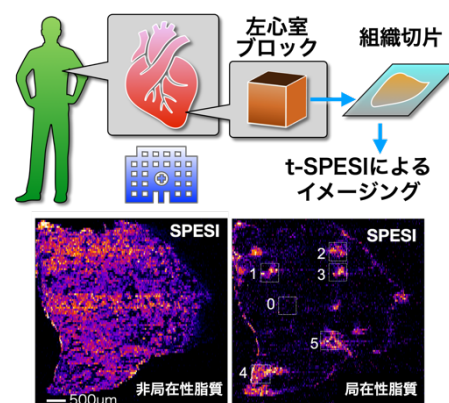 左心室
ブロック
組織切片
t-SPESIによる
イメージング
SPESI
非局在性脂質
500um
SPESI
2
1
3
0
5
4
局在性脂質